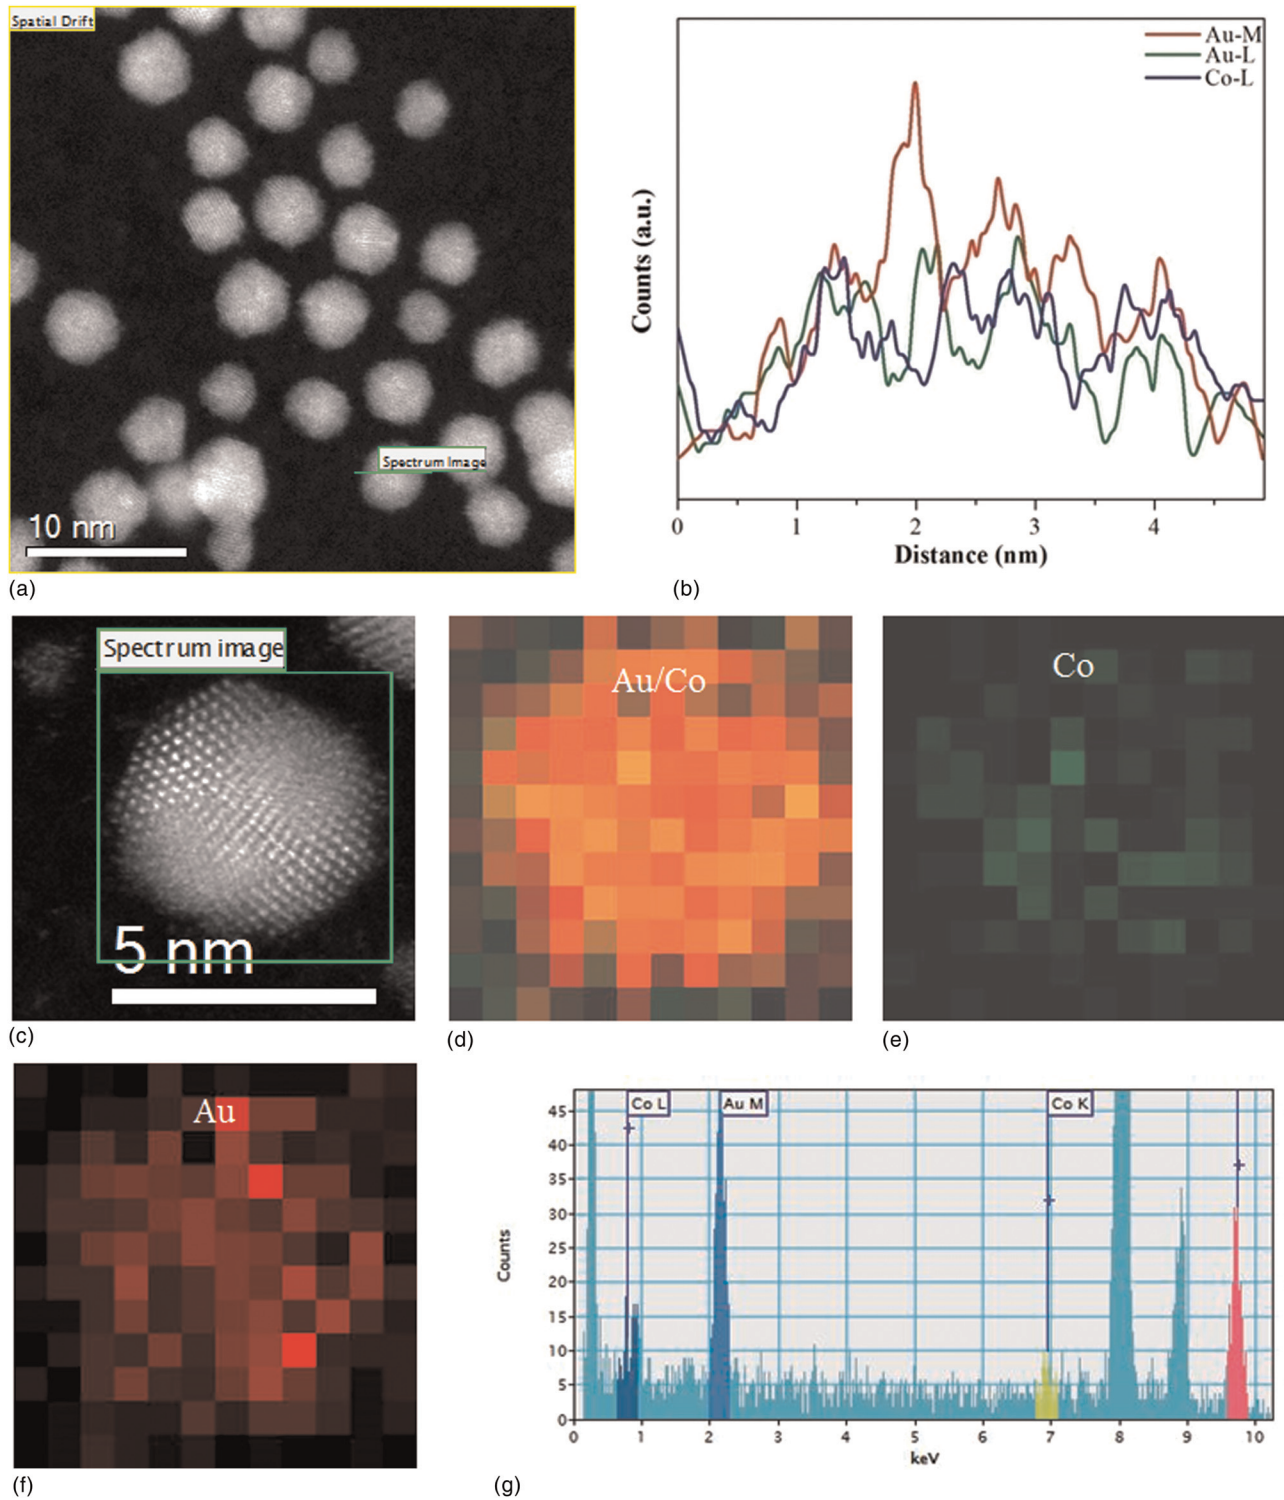 Spatial Drift
Spectrum Image
10 nm
(a)
Au-M
Au-L
Co-L
Counts (a.u.)
0 1 2 3 4
Distance (nm)
(b)
Spectrum image
5 nm
(c)
Au/Co
(d)
Co
(e)
Au
(f)
Co L
Au M
Co K
45
40
35
30
25
20
15
10
5
0
Counts
0 1 2 3 4 5 6 7 8 9 10
keV
(g)